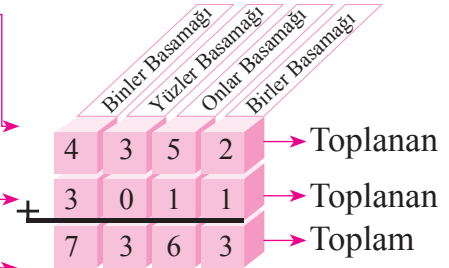 Binler Basamağı
Yüzler Basamağı
Onlar Basamağı
Birler Basamağı
4 3 5 2 Toplanan
+ 3 0 1 1 Toplanan
7 3 6 3 Toplam